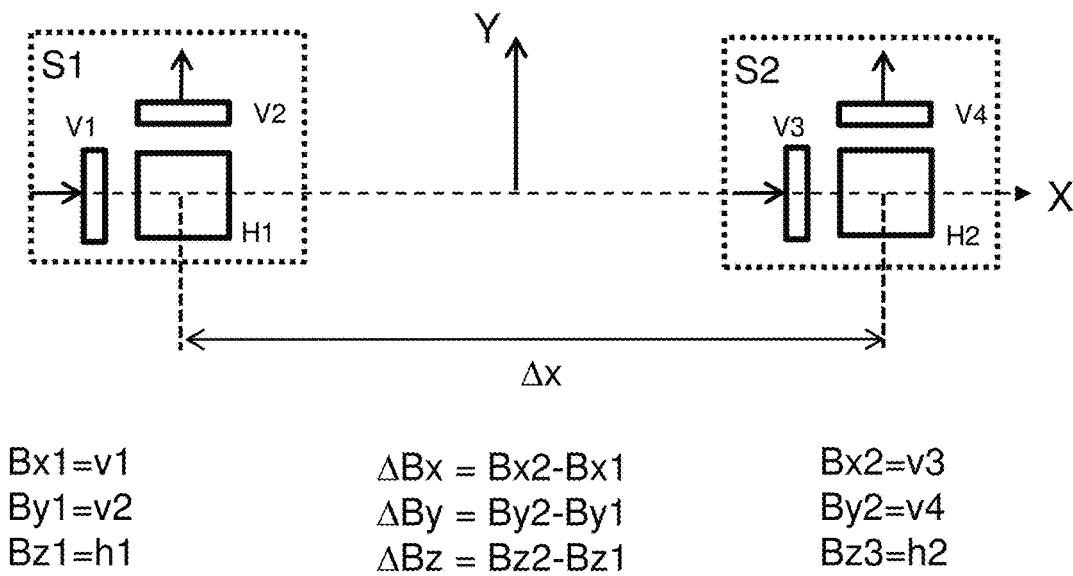 S1
Y
S2
V1
V2
V3
V4
X
H1
H2
Δx
Bx1=v1
ΔBx = Bx2-Bx1
Bx2=v3
By1=v2
ΔBy = By2-By1
By2=v4
Bz1=h1
ΔBz = Bz2-Bz1
Bz3=h2